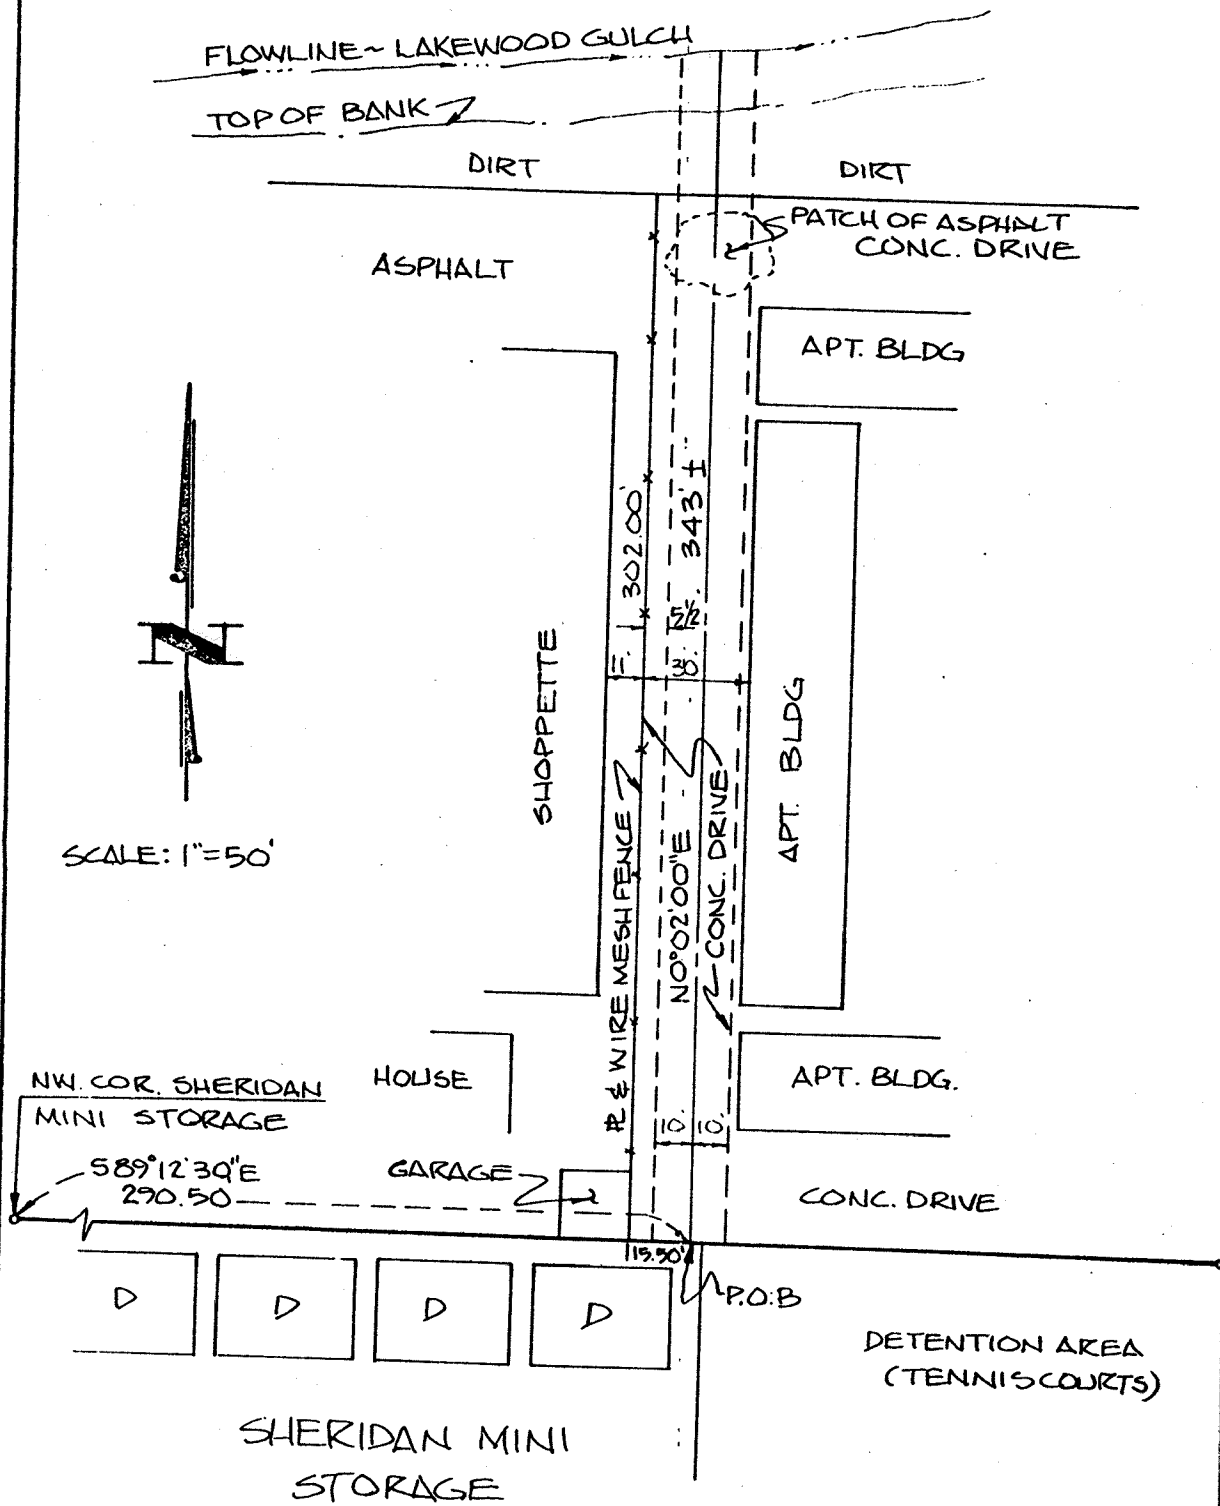 FLOWLINE~ LAKEWOOD GULCH
TOP OF BANK
DIRT
DIRT
PATCH OF ASPHALT
CONC. DRIVE
ASPHALT
APT. BLDG
302.00'
343' ±
5½'
30'
SHOPPETTE
APT. BLDG
N
SCALE: 1"=50'
℄ & WIRE MESH FENCE
N0°02'00"E
CONC. DRIVE
NW. COR. SHERIDAN
MINI STORAGE
HOUSE
APT. BLDG.
10'
10'
S89°12'30"E
290.50
GARAGE
CONC. DRIVE
15.50'
P.O.B
D
D
D
D
DETENTION AREA
(TENNIS COURTS)
SHERIDAN MINI
STORAGE